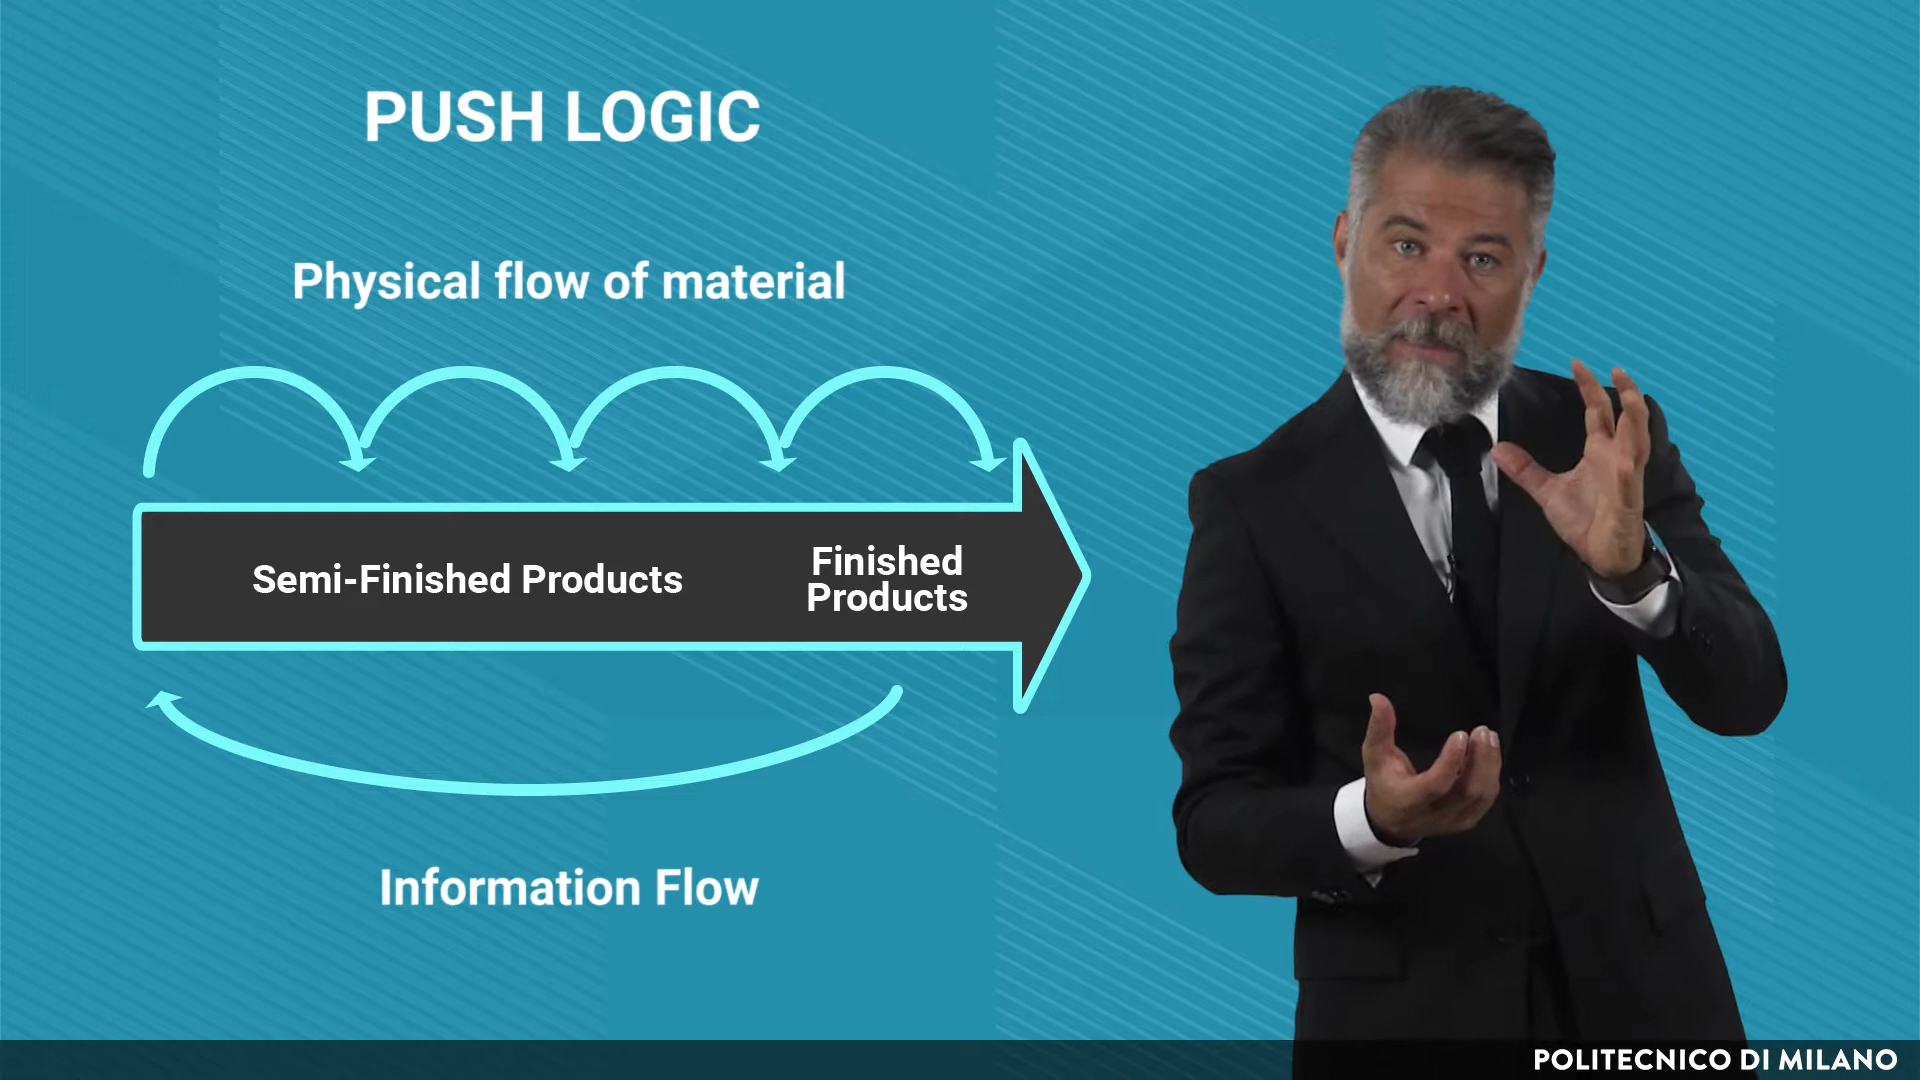 PUSH LOGIC
Physical flow of material
Semi-Finished Products
Finished
Products
Information Flow
POLITECNICO DI MILANO